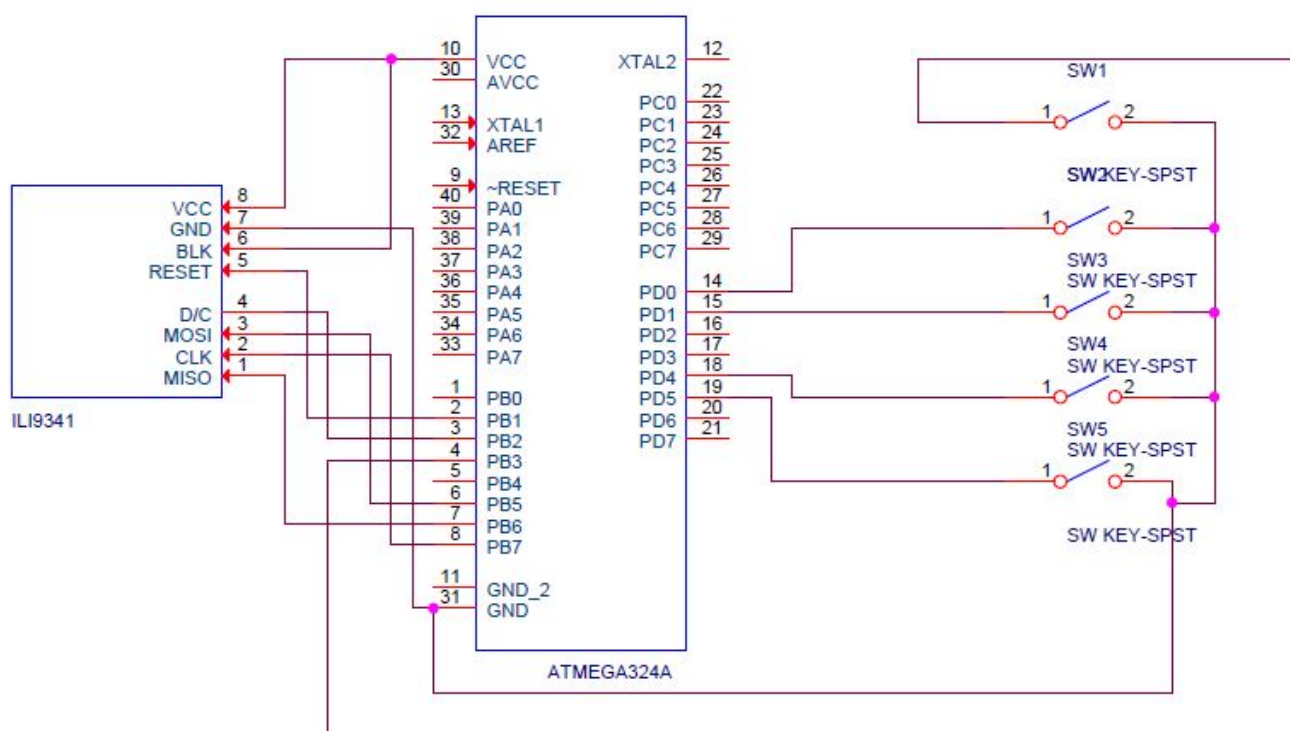 10 VCC XTAL2 12
30 AVCC
SW1
PC0 22
13 XTAL1 PC1 23 1 2
32 AREF PC2 24
PC3 25
9 ~RESET PC4 26 SW2 KEY-SPST
40 PA0 PC5 27
VCC 8 39 PA1 PC6 28 1 2
GND 7 38 PA2 PC7 29
BLK 6 37 PA3 SW3
RESET 5 36 PA4 PD0 14 SW KEY-SPST
D/C 4 35 PA5 PD1 15 1 2
MOSI 3 34 PA6 PD2 16
CLK 2 33 PA7 PD3 17 SW4
MISO 1 PD4 18 SW KEY-SPST
1 PB0 PD5 19 1 2
ILI9341 2 PB1 PD6 20
3 PB2 PD7 21 SW5
4 PB3 SW KEY-SPST
5 PB4 1 2
6 PB5
7 PB6
8 PB7 SW KEY-SPST
11 GND_2
31 GND
ATMEGA324A